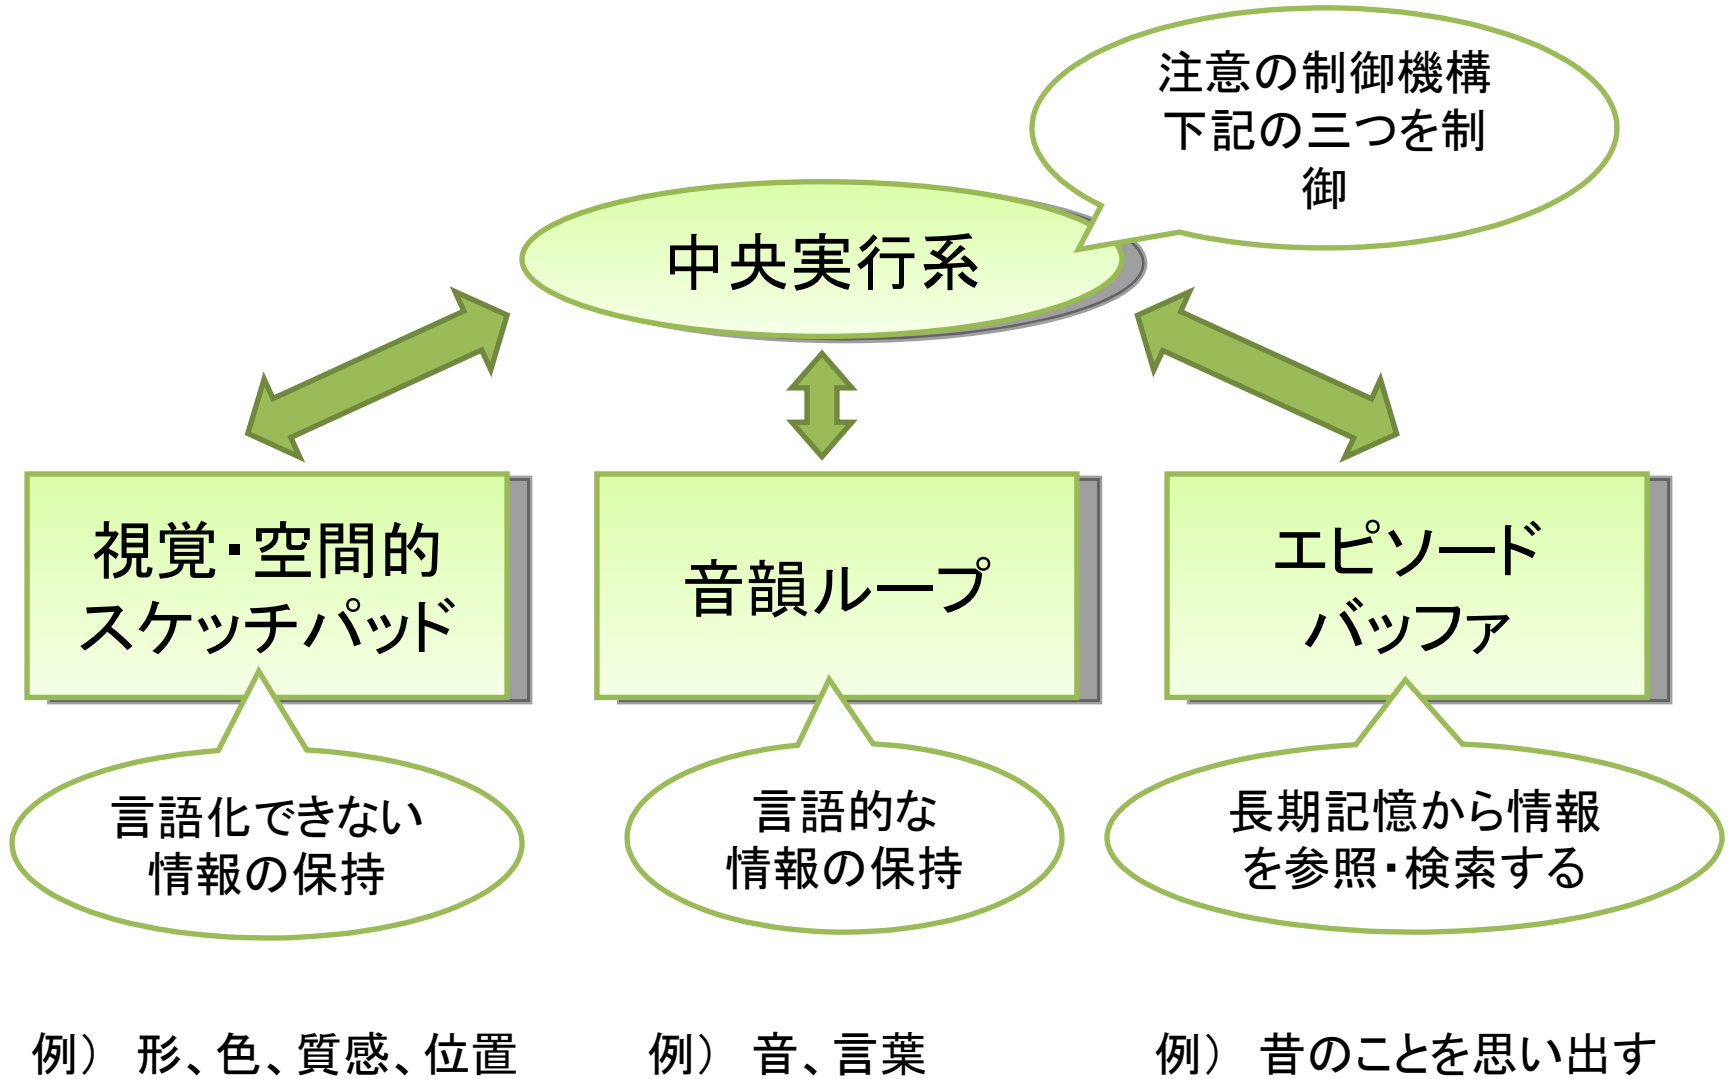 注意の制御機構
下記の三つを制
御
中央実行系
視覚・空間的
スケッチパッド
音韻ループ
エピソード
バッファ
言語化できない
情報の保持
言語的な
情報の保持
長期記憶から情報
を参照・検索する
例） 形、色、質感、位置
例） 音、言葉
例） 昔のことを思い出す